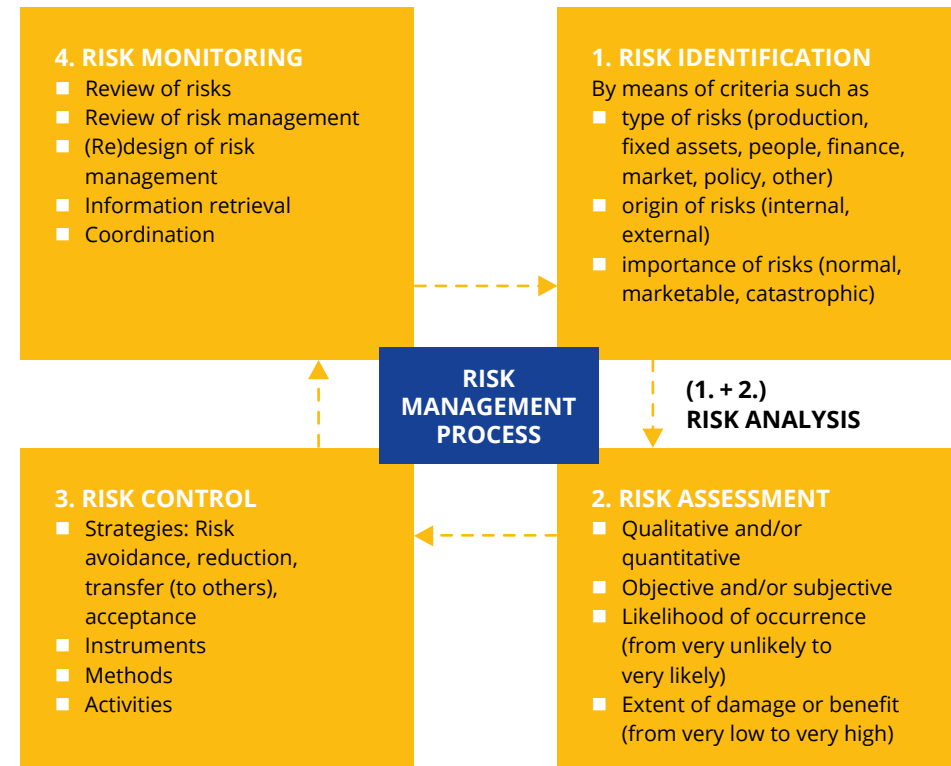 4. RISK MONITORING
Review of risks
Review of risk management
(Re)design of risk
management
Information retrieval
Coordination
1. RISK IDENTIFICATION
By means of criteria such as
type of risks (production,
fixed assets, people, finance,
market, policy, other)
origin of risks (internal,
external)
importance of risks (normal,
marketable, catastrophic)
RISK
MANAGEMENT
PROCESS
(1. + 2.)
RISK ANALYSIS
3. RISK CONTROL
Strategies: Risk
avoidance, reduction,
transfer (to others),
acceptance
Instruments
Methods
Activities
2. RISK ASSESSMENT
Qualitative and/or
quantitative
Objective and/or subjective
Likelihood of occurrence
(from very unlikely to
very likely)
Extent of damage or benefit
(from very low to very high)